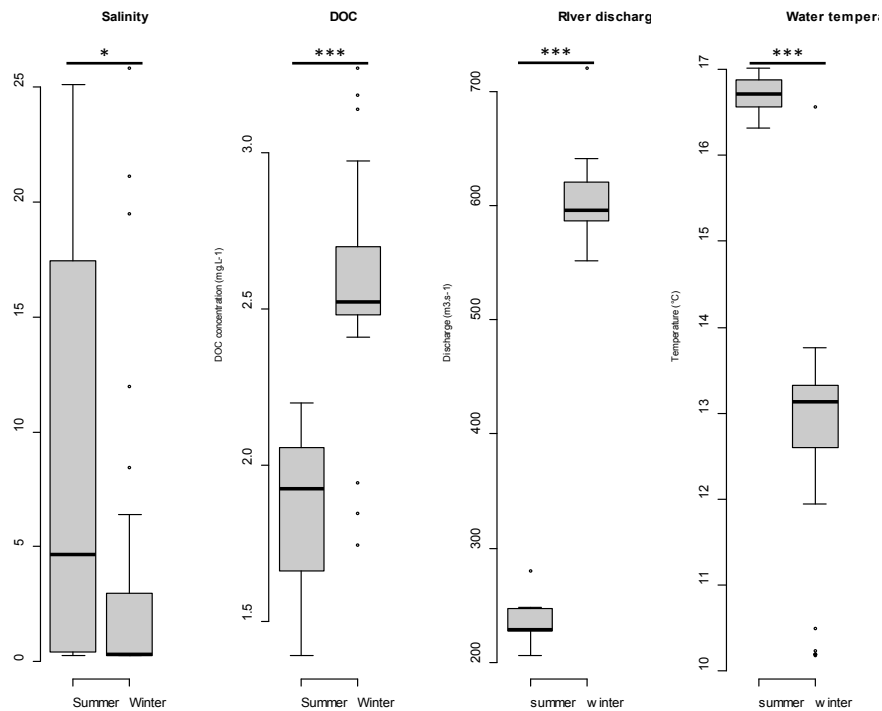 Salinity
*
25
20
15
10
5
0
Summer Winter
DOC
***
DOC concentration (mg.L-1)
3.0
2.5
2.0
1.5
Summer Winter
RIver discharg
***
Discharge (m3.s-1)
700
600
500
400
300
200
summer winter
Water tempera
***
Temperature (°C)
17
16
15
14
13
12
11
10
summer winter